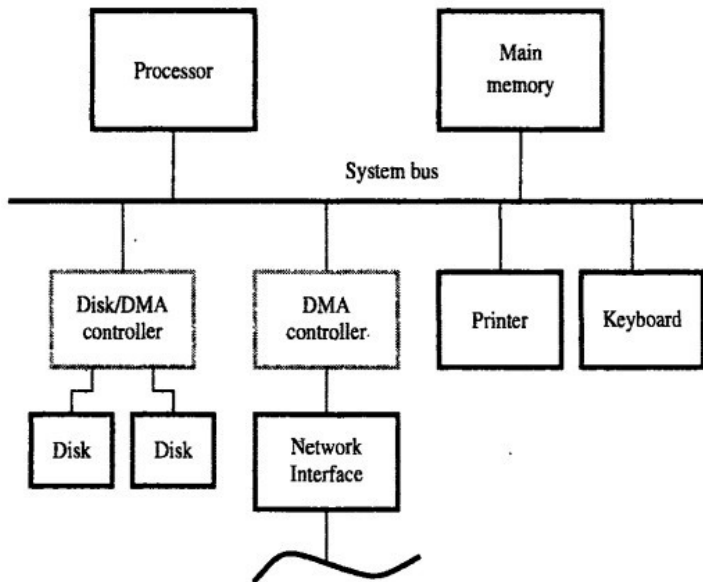 Processor
Main
memory
System bus
Disk/DMA
controller
DMA
controller
Printer
Keyboard
Disk
Disk
Network
Interface